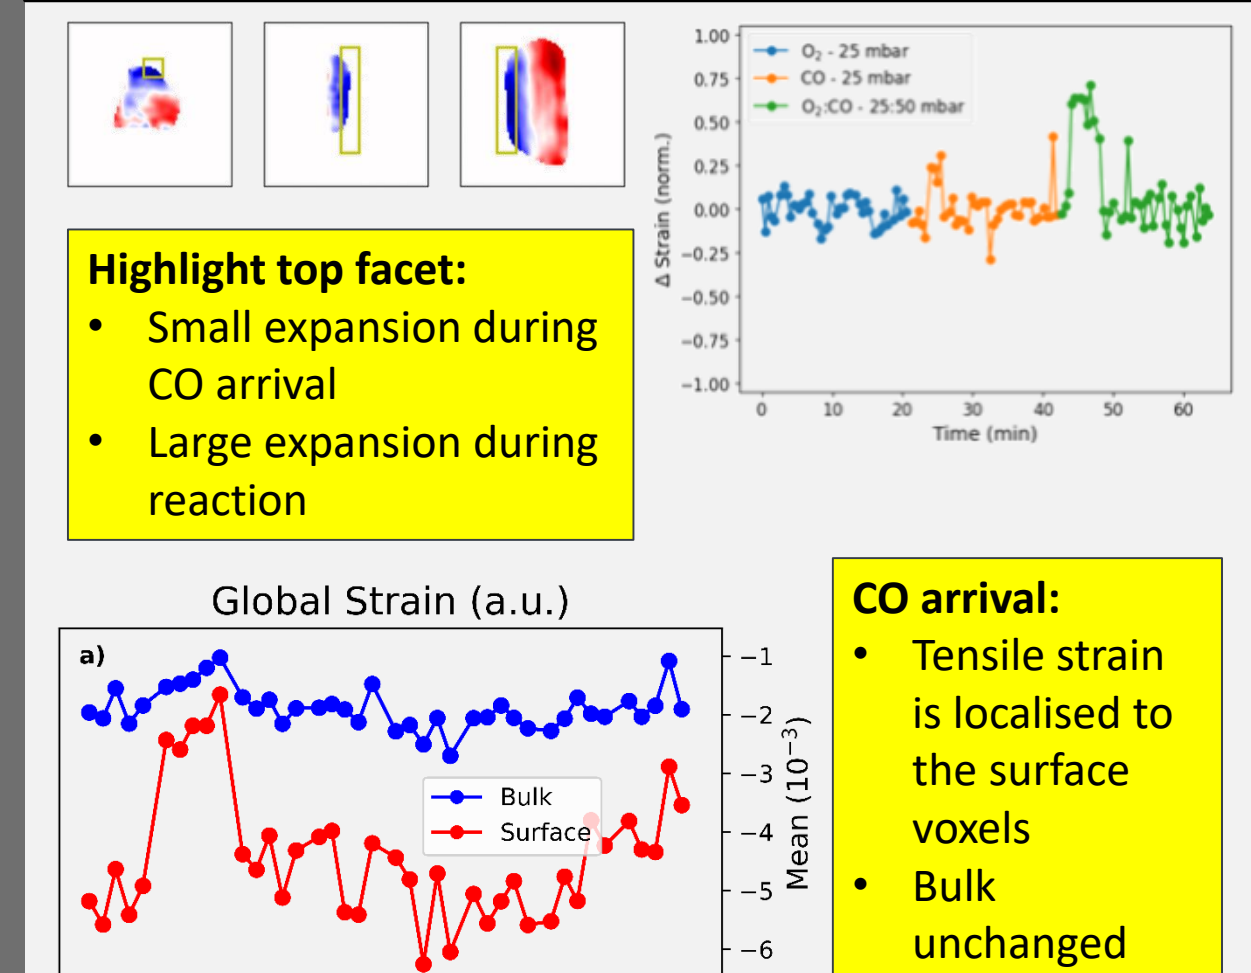 1.00
0.75
0.50
0.25
0.00
−0.25
−0.50
−0.75
−1.00
Δ Strain (norm.)
O₂ - 25 mbar
CO - 25 mbar
O₂:CO - 25:50 mbar
0 10 20 30 40 50 60
Time (min)
Highlight top facet:
• Small expansion during
CO arrival
• Large expansion during
reaction
Global Strain (a.u.)
a)
Bulk
Surface
−1
−2
−3
−4
−5
−6
Mean (10⁻³)
CO arrival:
• Tensile strain
is localised to
the surface
voxels
• Bulk
unchanged